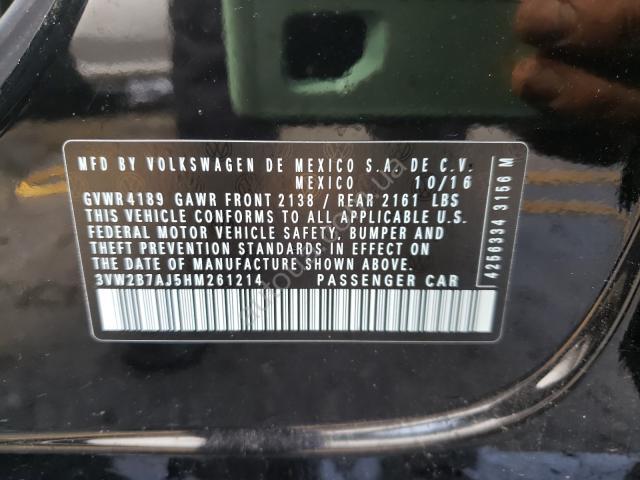 MFD BY VOLKSWAGEN DE MEXICO S.A. DE C.V.
MEXICO 10/16
GVWR 4189 GAWR FRONT 2138 / REAR 2161 LBS
THIS VEHICLE CONFORMS TO ALL APPLICABLE U.S.
FEDERAL MOTOR VEHICLE SAFETY, BUMPER AND
THEFT PREVENTION STANDARDS IN EFFECT ON
THE DATE OF MANUFACTURE SHOWN ABOVE.
3VW2B7AJ5HM261214 PASSENGER CAR
4256334 3156 M